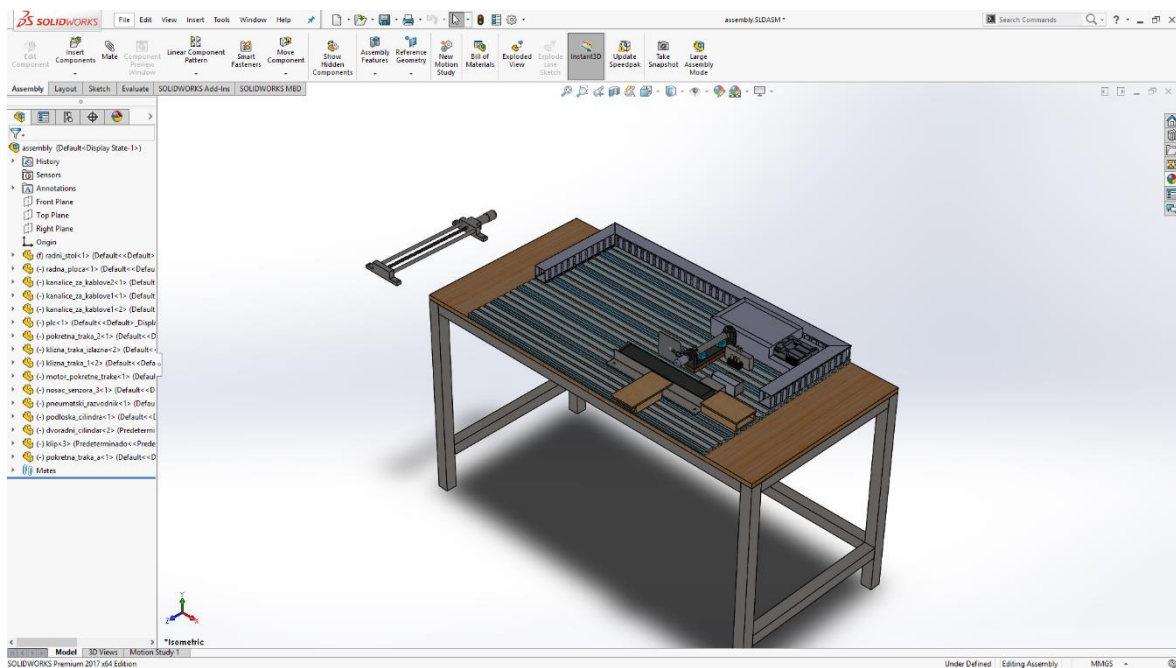 SOLIDWORKS File Edit View Insert Tools Window Help assembly.SLDASM * Search Commands
Edit Component
Insert Components
Mate
Component Preview Window
Linear Component Pattern
Smart Fasteners
Move Component
Show Hidden Components
Assembly Features
Reference Geometry
New Motion Study
Bill of Materials
Exploded View
Explode Line Sketch
Instant3D
Update Speedpak
Take Snapshot
Large Assembly Mode
Assembly Layout Sketch Evaluate SOLIDWORKS Add-Ins SOLIDWORKS MBD
assembly (Default<Display State-1>)
History
Sensors
Annotations
Front Plane
Top Plane
Right Plane
Origin
(f) radni_stol<1> (Default<<Default>
(-) radna_ploca<1> (Default<<Defau
(-) kanalice_za_kablove2<1> (Default
(-) kanalice_za_kablove1<1> (Default
(-) kanalice_za_kablove1<2> (Default
(-) plc<1> (Default<<Default>_Displa
(-) pokretna_traka_2<1> (Default<<D
(-) klizna_traka_izlazna<2> (Default<
(-) klizna_traka_1<2> (Default<<Defa
(-) motor_pokretne_trake<1> (Defaul
(-) nosac_senzora_3<1> (Default<<D
(-) pneumatski_razvodnik<1> (Defau
(-) podloska_cilindra<1> (Default<<D
(-) dvoradni_cilindar<2> (Predetermi
(-) klip<3> (Predeterminado<<Prede
(-) pokretna_traka_a<1> (Default<<D
Mates
Y
Z
X
*Isometric
Model 3D Views Motion Study 1
SOLIDWORKS Premium 2017 x64 Edition Under Defined Editing Assembly MMGS